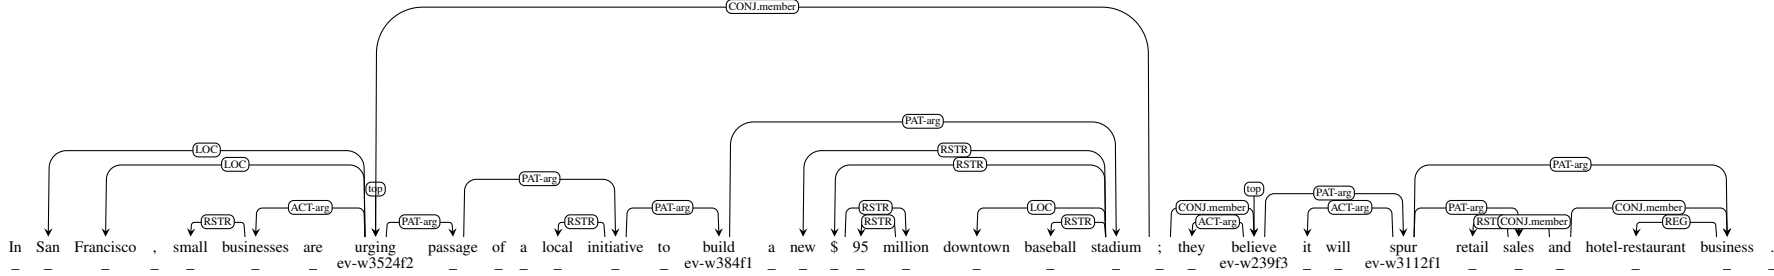 CONJ.member
PAT-arg
LOC RSTR
LOC RSTR PAT-arg
PAT-arg top top
PAT-arg
ACT-arg PAT-arg RSTR LOC CONJ.member ACT-arg PAT-arg CONJ.member
RSTR PAT-arg RSTR RSTR RSTR ACT-arg CONJ.member REG
In San Francisco , small businesses are urging passage of a local initiative to build a new $ 95 million downtown baseball stadium ; they believe it will spur retail sales and hotel-restaurant business .
_ _ _ _ _ _ _ ev-w3524f2 _ _ _ _ _ _ ev-w384f1 _ _ _ _ _ _ _ _ _ _ ev-w239f3 _ _ ev-w3112f1 _ _ _ _ _ _